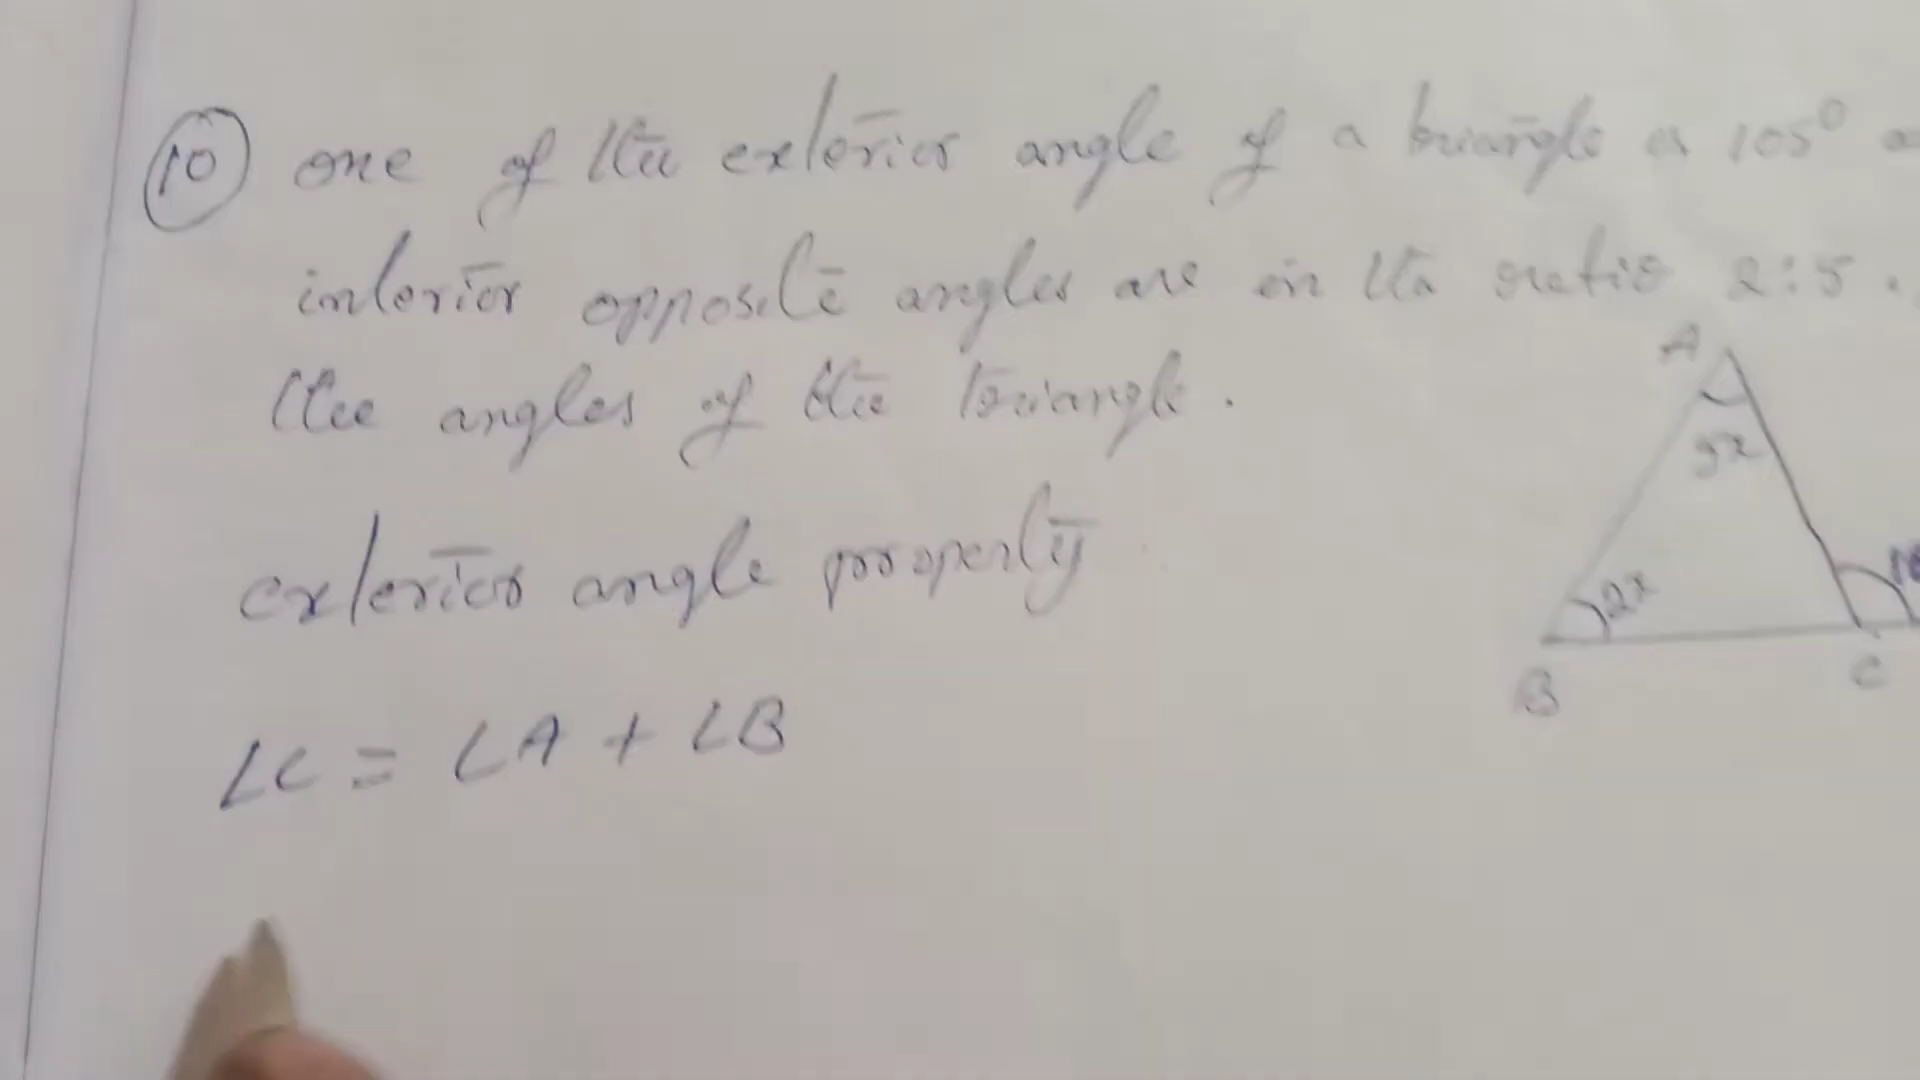 10 one of the exterior angle of a triangle is 105°
interior opposite angles are in the ratio 2:5.
the angles of the triangle.
A
5x
exterior angle property
2x
B
C
∠C = ∠A + ∠B